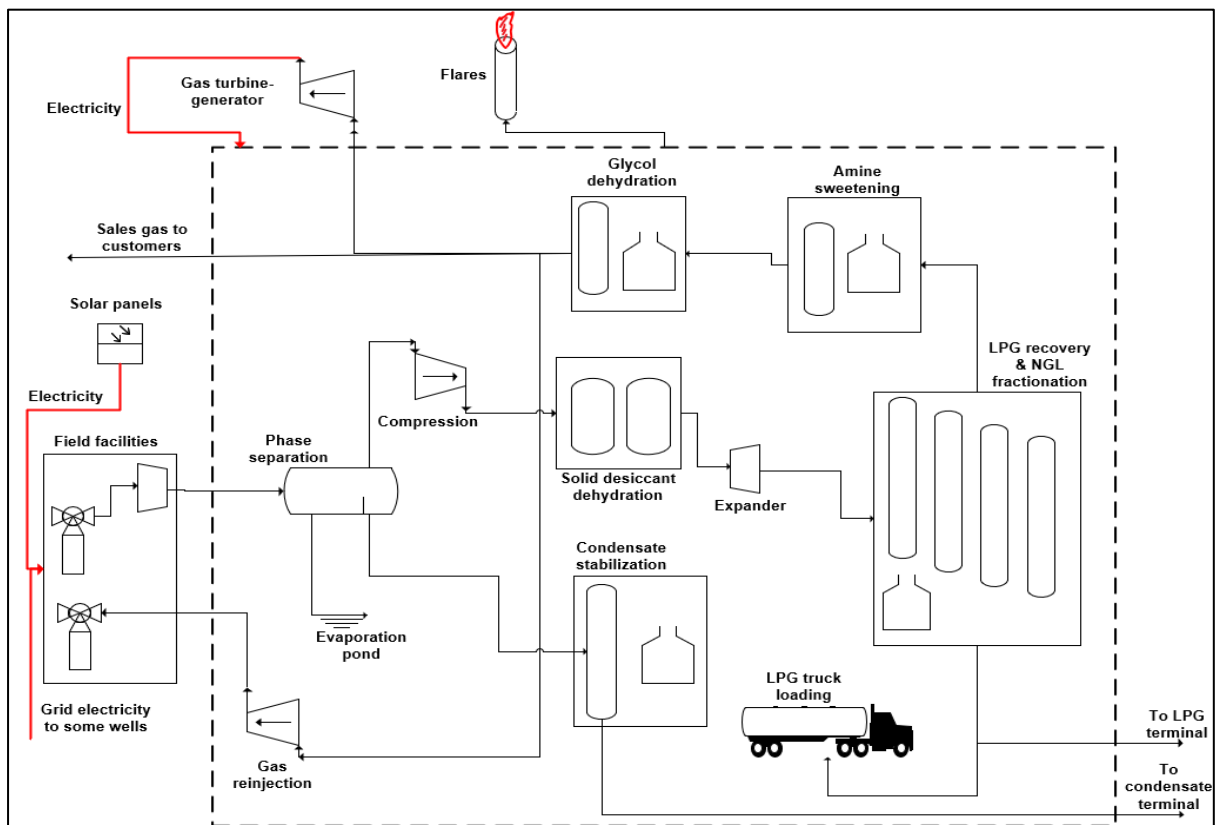 Flares
Gas turbine-
generator
Electricity
Glycol
dehydration
Amine
sweetening
Sales gas to
customers
Solar panels
LPG recovery
& NGL
fractionation
Electricity
Compression
Field facilities
Phase
separation
Solid desiccant
dehydration
Expander
Condensate
stabilization
Evaporation
pond
LPG truck
loading
Grid electricity
to some wells
Gas
reinjection
To LPG
terminal
To
condensate
terminal